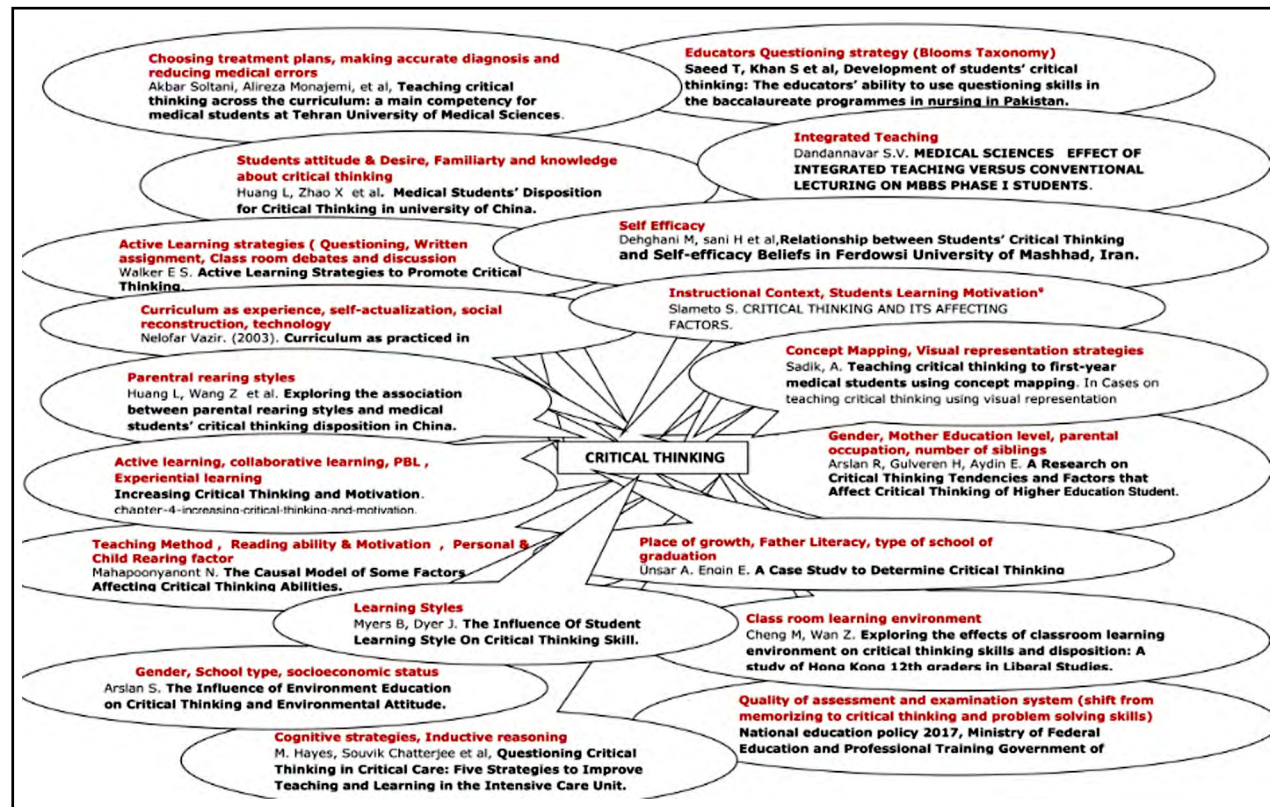 Choosing treatment plans, making accurate diagnosis and
reducing medical errors
Akbar Soltani, Alireza Monajemi, et al, Teaching critical
thinking across the curriculum: a main competency for
medical students at Tehran University of Medical Sciences.
Educators Questioning strategy (Blooms Taxonomy)
Saeed T, Khan S et al, Development of students' critical
thinking: The educators' ability to use questioning skills in
the baccalaureate programmes in nursing in Pakistan.
Students attitude & Desire, Familiarty and knowledge
about critical thinking
Huang L, Zhao X et al. Medical Students' Disposition
for Critical Thinking in university of China.
Integrated Teaching
Dandannavar S.V. MEDICAL SCIENCES EFFECT OF
INTEGRATED TEACHING VERSUS CONVENTIONAL
LECTURING ON MBBS PHASE I STUDENTS.
Active Learning strategies ( Questioning, Written
assignment, Class room debates and discussion
Walker E S. Active Learning Strategies to Promote Critical
Thinking.
Self Efficacy
Dehghani M, sani H et al,Relationship between Students' Critical Thinking
and Self-efficacy Beliefs in Ferdowsi University of Mashhad, Iran.
Curriculum as experience, self-actualization, social
reconstruction, technology
Nelofar Vazir. (2003). Curriculum as practiced in
Instructional Context, Students Learning Motivation⁹
Slameto S. CRITICAL THINKING AND ITS AFFECTING
FACTORS.
Parentral rearing styles
Huang L, Wang Z et al. Exploring the association
between parental rearing styles and medical
students' critical thinking disposition in China.
Concept Mapping, Visual representation strategies
Sadik, A. Teaching critical thinking to first-year
medical students using concept mapping. In Cases on
teaching critical thinking using visual representation
CRITICAL THINKING
Active learning, collaborative learning, PBL ,
Experiential learning
Increasing Critical Thinking and Motivation.
chapter-4-increasing-critical-thinking-and-motivation.
Gender, Mother Education level, parental
occupation, number of siblings
Arslan R, Gulveren H, Aydin E. A Research on
Critical Thinking Tendencies and Factors that
Affect Critical Thinking of Higher Education Student.
Teaching Method , Reading ability & Motivation , Personal &
Child Rearing factor
Mahapoonyanont N. The Causal Model of Some Factors
Affecting Critical Thinking Abilities.
Place of growth, Father Literacy, type of school of
graduation
Ünsar A. Engin E. A Case Study to Determine Critical Thinking
Learning Styles
Myers B, Dyer J. The Influence Of Student
Learning Style On Critical Thinking Skill.
Class room learning environment
Cheng M, Wan Z. Exploring the effects of classroom learning
environment on critical thinking skills and disposition: A
study of Hong Kong 12th graders in Liberal Studies.
Gender, School type, socioeconomic status
Arslan S. The Influence of Environment Education
on Critical Thinking and Environmental Attitude.
Quality of assessment and examination system (shift from
memorizing to critical thinking and problem solving skills)
National education policy 2017, Ministry of Federal
Education and Professional Training Government of
Cognitive strategies, Inductive reasoning
M. Hayes, Souvik Chatterjee et al, Questioning Critical
Thinking in Critical Care: Five Strategies to Improve
Teaching and Learning in the Intensive Care Unit.